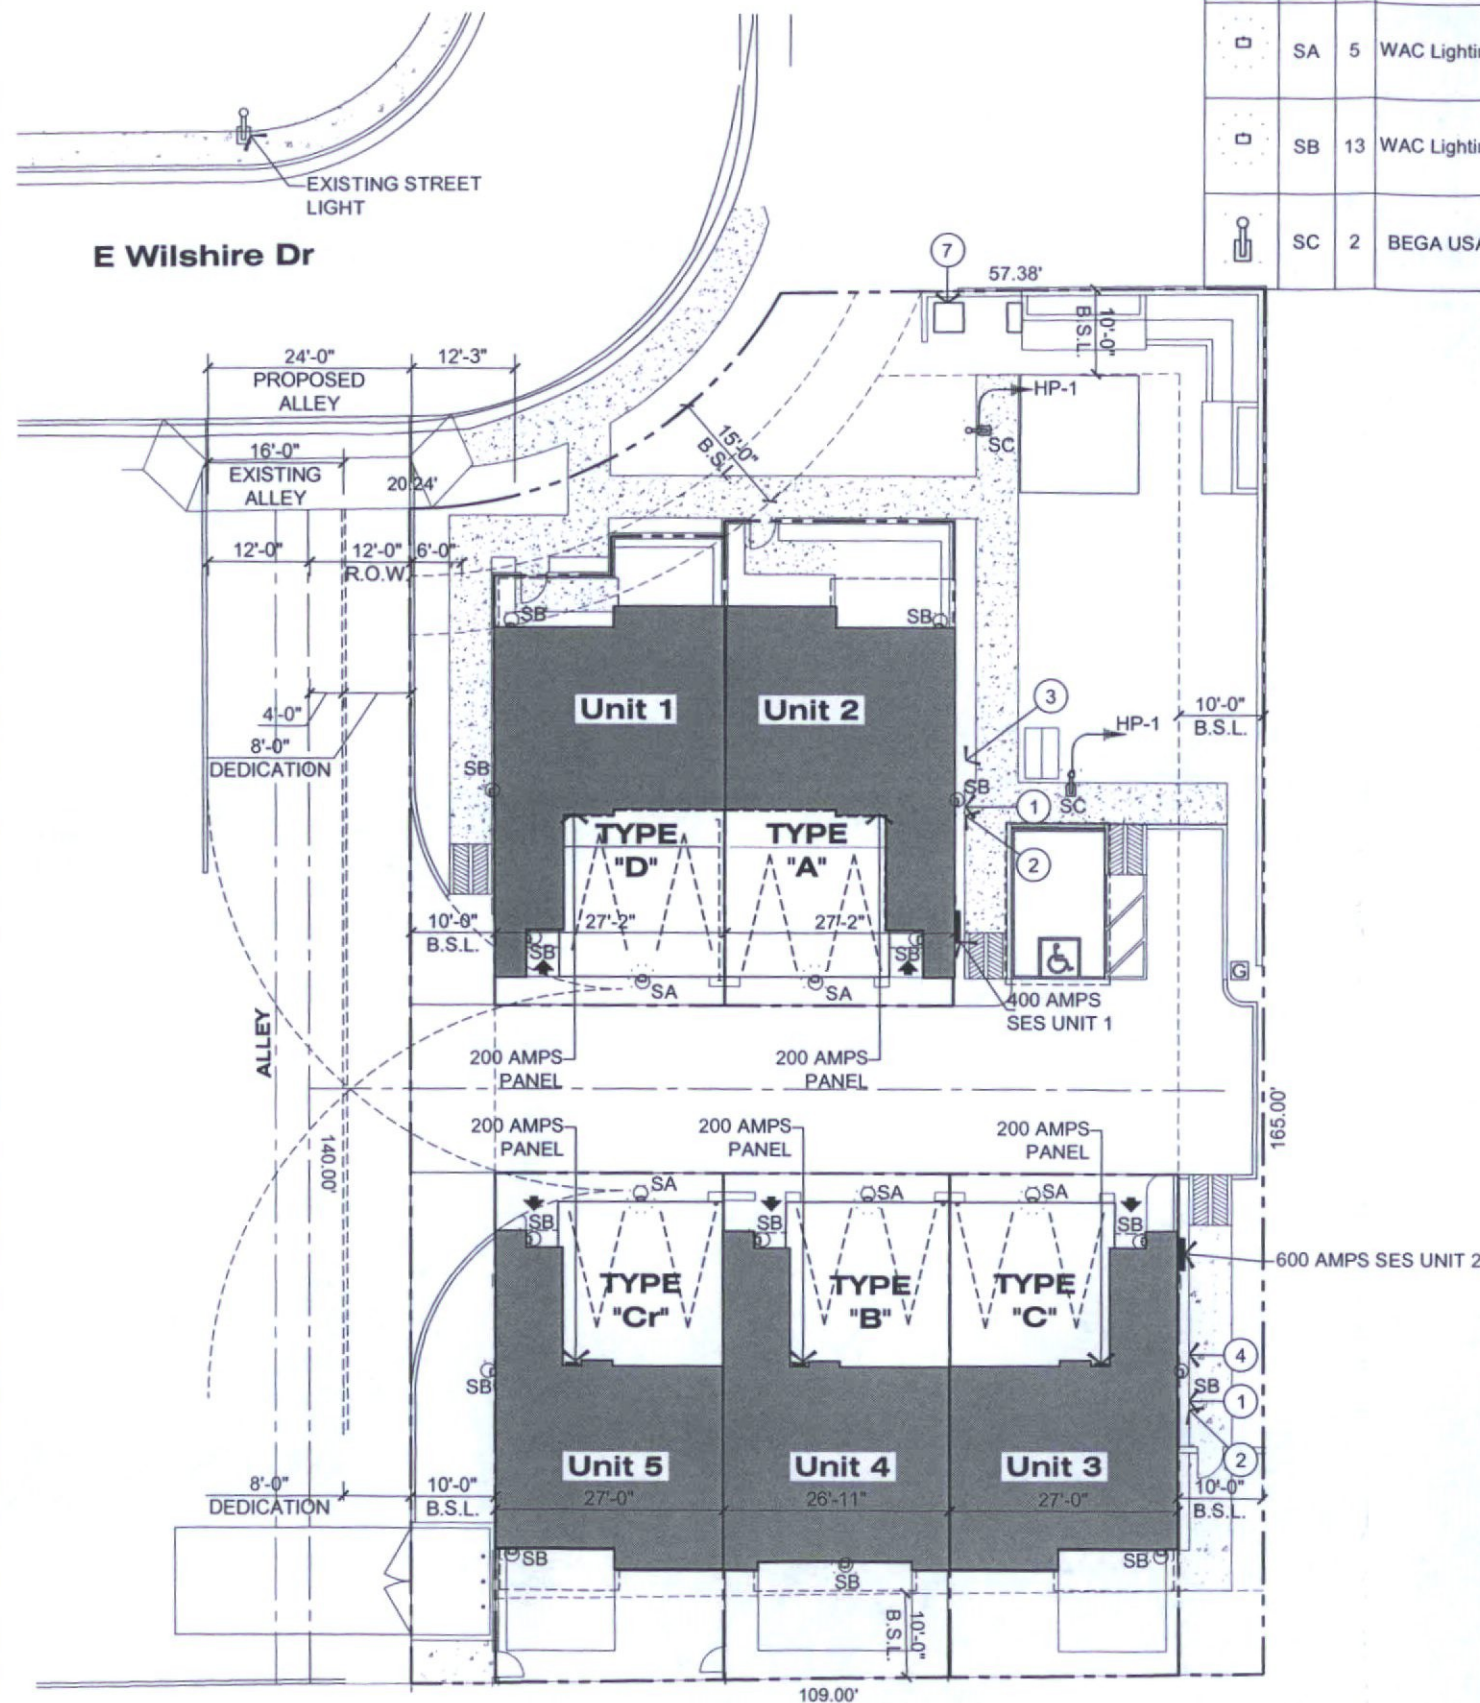 SA 5 WAC Lightin
SB 13 WAC Lightin
SC 2 BEGA USA
EXISTING STREET
LIGHT
E Wilshire Dr
7
57.38'
10'-0"
B.S.L.
24'-0"
PROPOSED
ALLEY
12'-3"
HP-1
SC
15'-0"
B.S.L.
16'-0"
EXISTING
ALLEY
20.24'
12'-0"
12'-0"
R.O.W.
6'-0"
SB
SB
Unit 1
Unit 2
3
4'-0"
8'-0"
DEDICATION
10'-0"
B.S.L.
HP-1
SB
SB
1
SC
2
TYPE
"D"
TYPE
"A"
10'-0"
B.S.L.
27'-2"
27'-2"
SB
SB
G
SA
SA
400 AMPS
SES UNIT 1
ALLEY
200 AMPS
PANEL
200 AMPS
PANEL
165.00'
140.00'
200 AMPS
PANEL
200 AMPS
PANEL
200 AMPS
PANEL
SA
SA
SA
SB
SB
SB
600 AMPS SES UNIT 2
TYPE
"Cr"
TYPE
"B"
TYPE
"C"
4
SB
SB
1
2
Unit 5
Unit 4
Unit 3
8'-0"
DEDICATION
10'-0"
B.S.L.
27'-0"
26'-11"
27'-0"
10'-0"
B.S.L.
SB
SB
SB
10'-0"
B.S.L.
109.00'